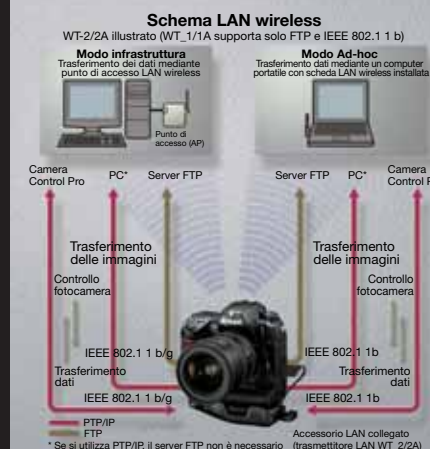 Schema LAN wireless
WT-2/2A illustrato (WT_1/1A supporta solo FTP e IEEE 802.1 1 b)
Modo infrastruttura
Trasferimento dei dati mediante
punto di accesso LAN wireless
Punto di
accesso (AP)
Modo Ad-hoc
Trasferimento dati mediante un computer
portatile con scheda LAN wireless installata
Camera
Control Pro
PC*
Server FTP
Server FTP
PC*
Camera
Control P
Trasferimento
delle immagini
Trasferimento
delle immagini
Controllo
fotocamera
Controllo
fotocamera
IEEE 802.1 1 b/g
IEEE 802.1 1b
Trasferimento
dati
Trasferimento
dati
IEEE 802.1 1 b/g
IEEE 802.1 1b
Nikon
PTP/IP
FTP
* Se si utilizza PTP/IP, il server FTP non è necessario
Accessorio LAN collegato
(trasmettitore LAN WT_2/2A)